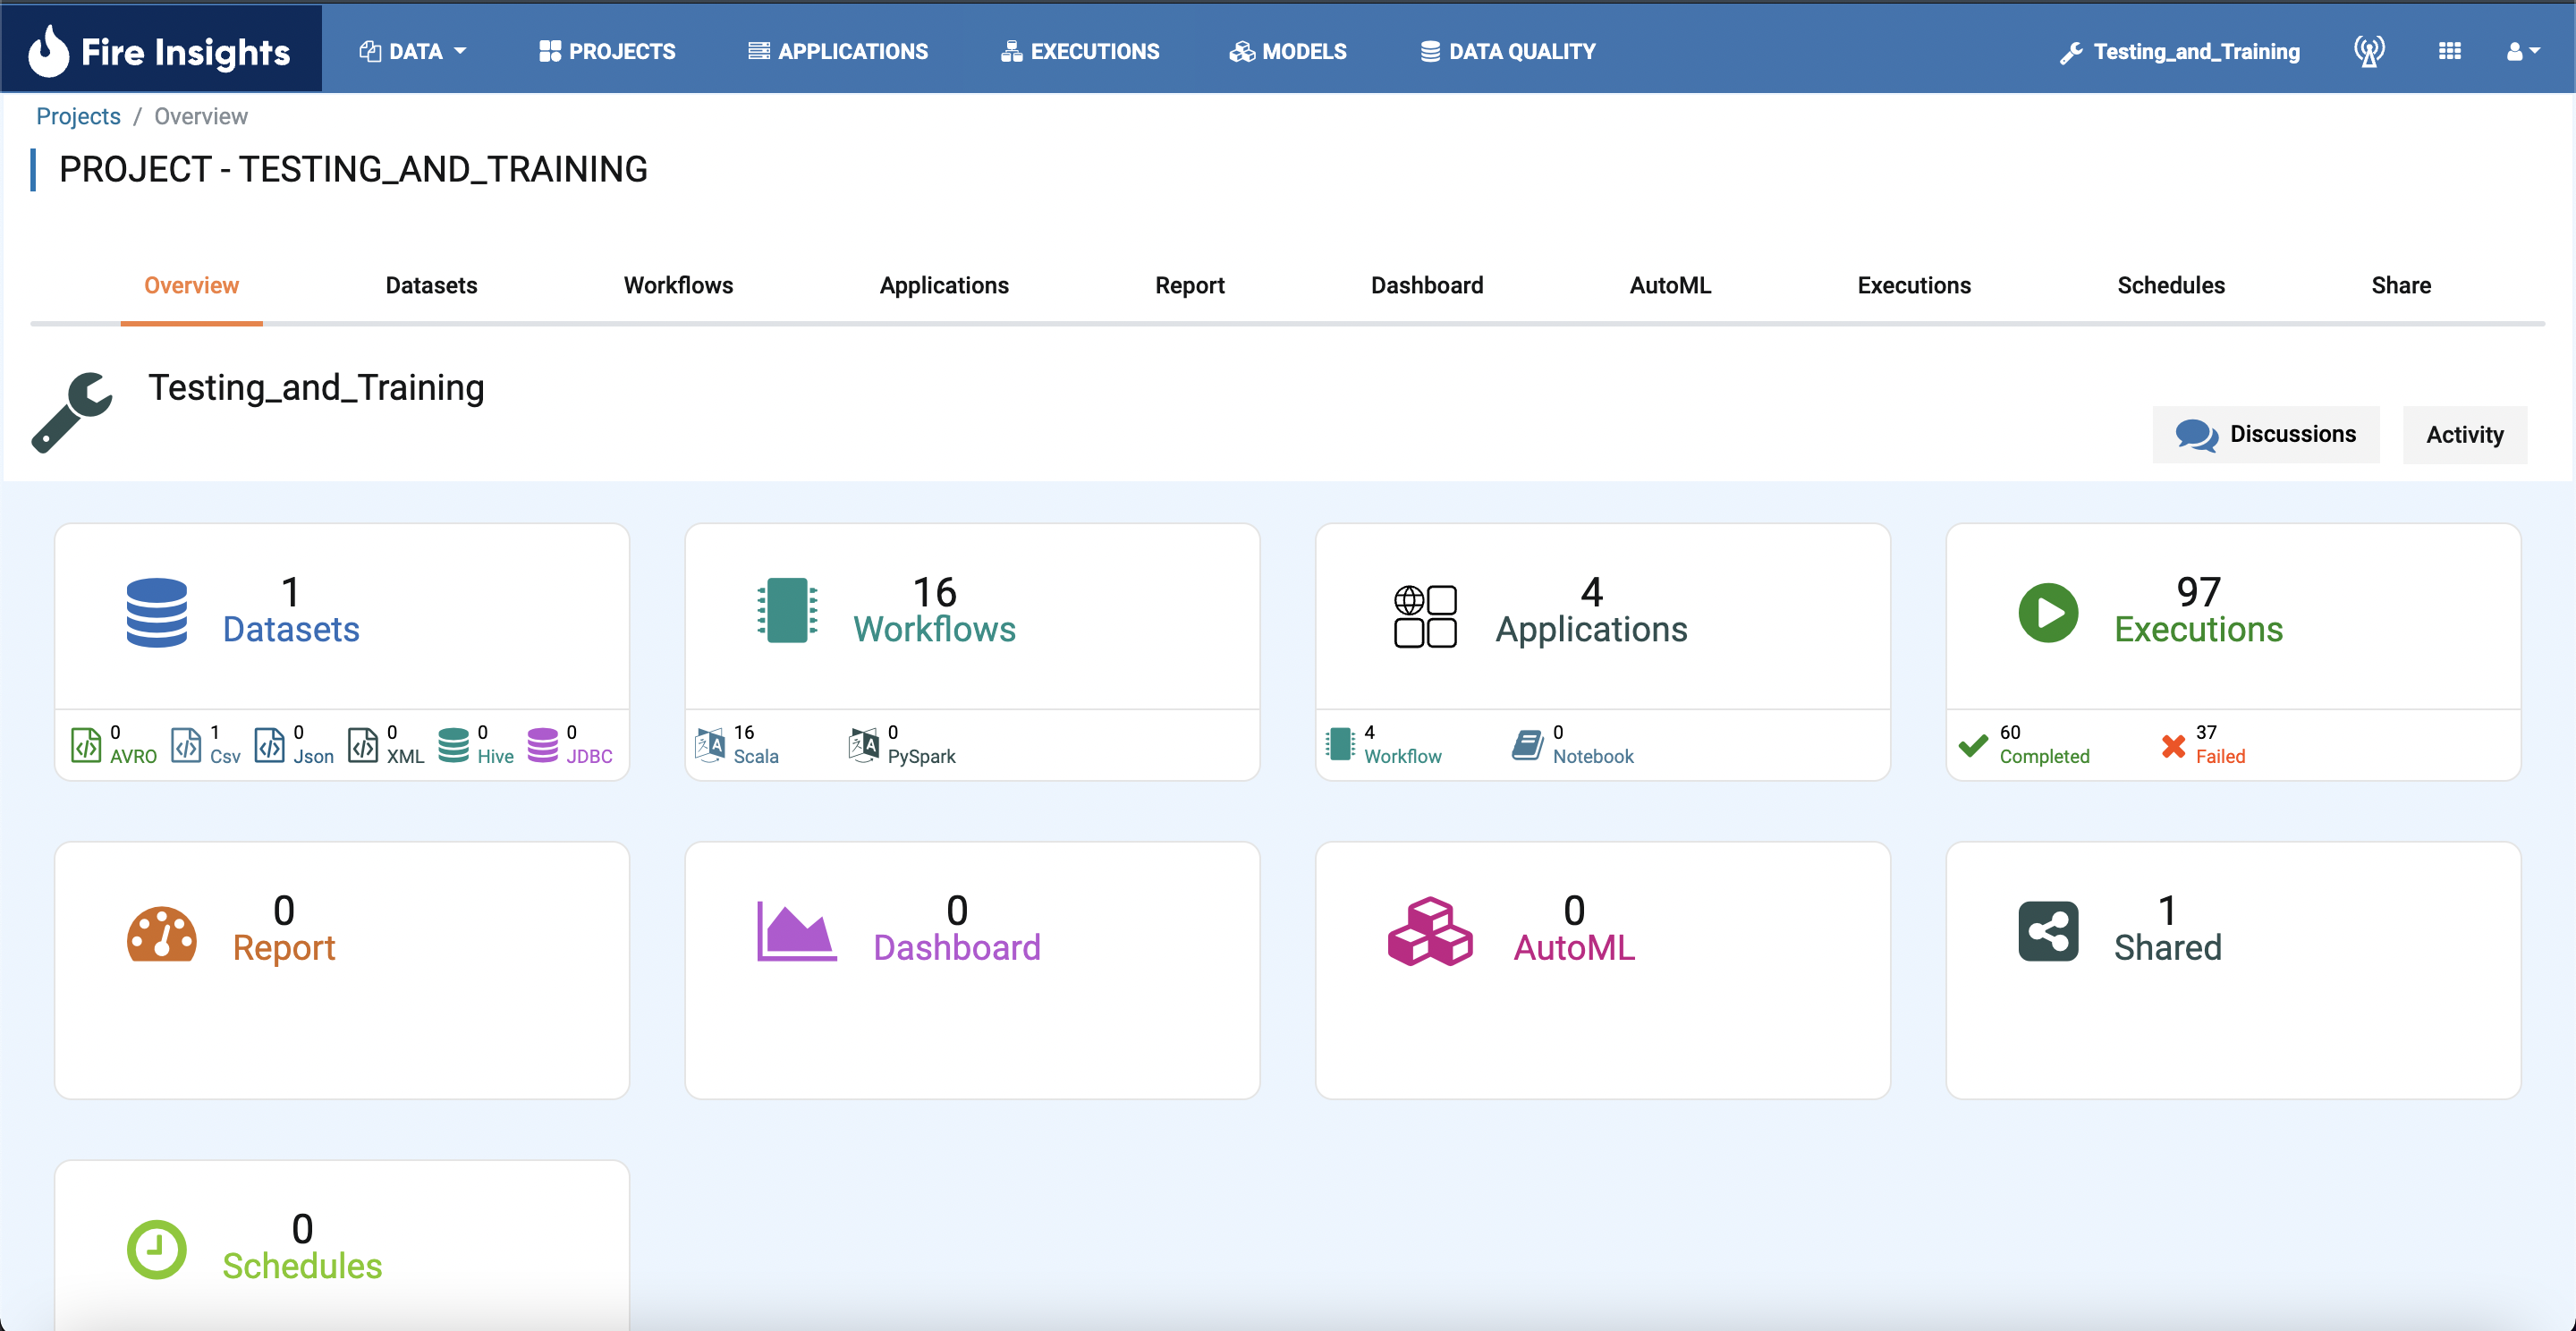 Fire Insights
DATA
PROJECTS
APPLICATIONS
EXECUTIONS
MODELS
DATA QUALITY
Testing_and_Training
Projects / Overview
PROJECT - TESTING_AND_TRAINING
Overview
Datasets
Workflows
Applications
Report
Dashboard
AutoML
Executions
Schedules
Share
Testing_and_Training
Discussions
Activity
1
Datasets
0
AVRO
1
Csv
0
Json
0
XML
0
Hive
0
JDBC
16
Workflows
16
Scala
0
PySpark
4
Applications
4
Workflow
0
Notebook
97
Executions
60
Completed
37
Failed
0
Report
0
Dashboard
0
AutoML
1
Shared
0
Schedules